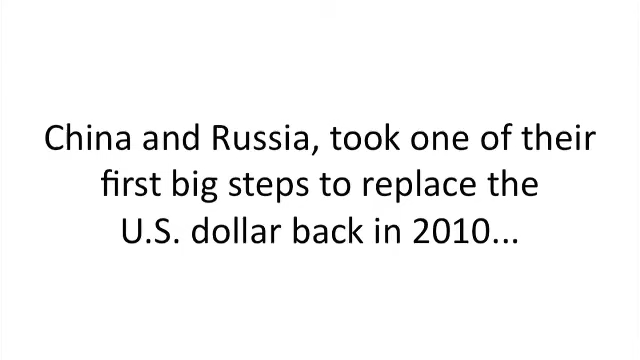 China and Russia, took one of their
first big steps to replace the
U.S. dollar back in 2010...